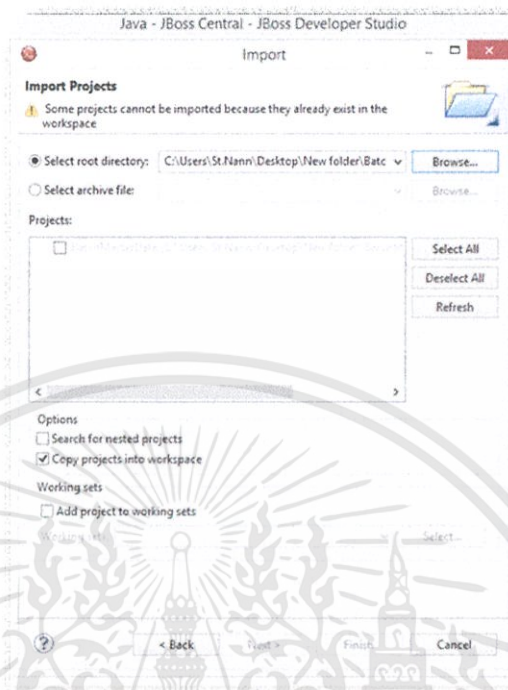 Java - JBoss Central - JBoss Developer Studio
Import
Import Projects
Some projects cannot be imported because they already exist in the
workspace
Select root directory: C:\Users\St.Nann\Desktop\New folder\Batc Browse...
Select archive file: Browse...
Projects:
Select All
Deselect All
Refresh
Options
Search for nested projects
Copy projects into workspace
Working sets
Add project to working sets
Working sets: Select...
< Back Next > Finish Cancel